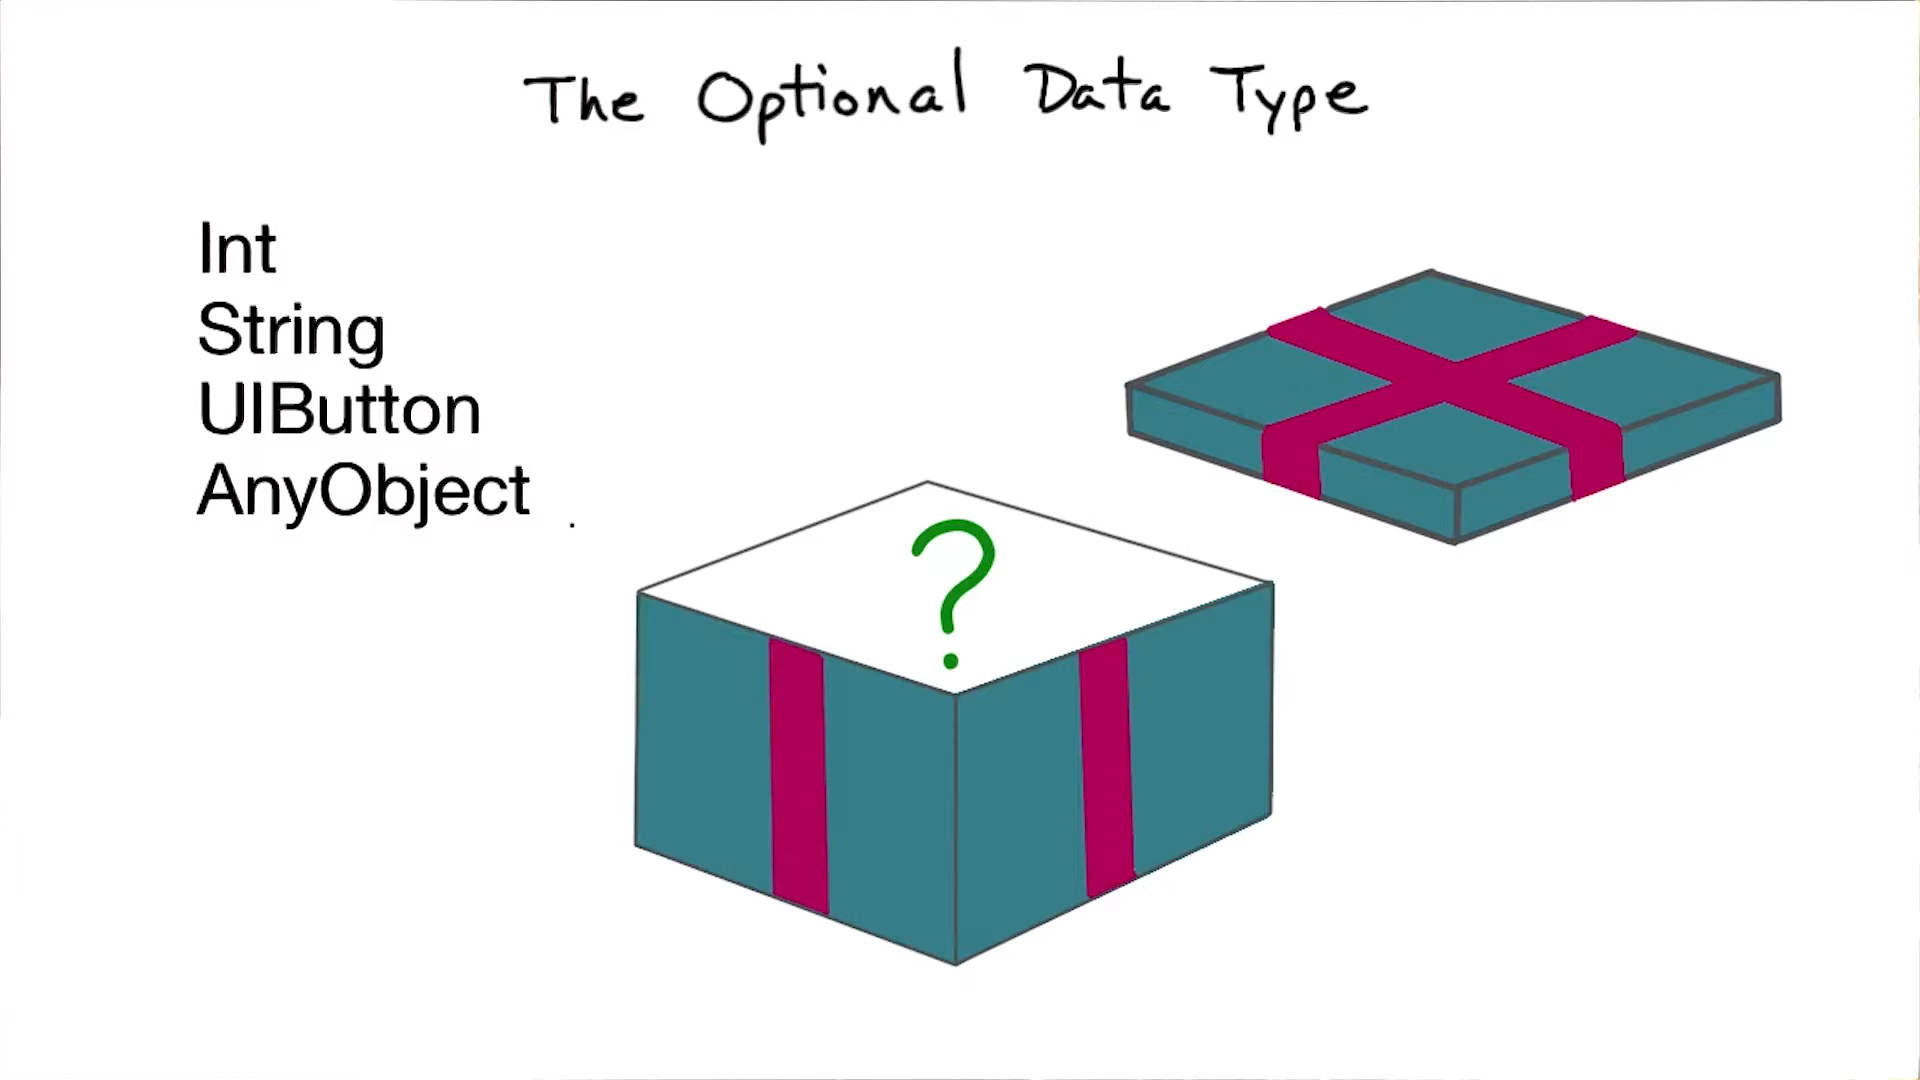 The Optional Data Type
Int
String
UIButton
AnyObject
?